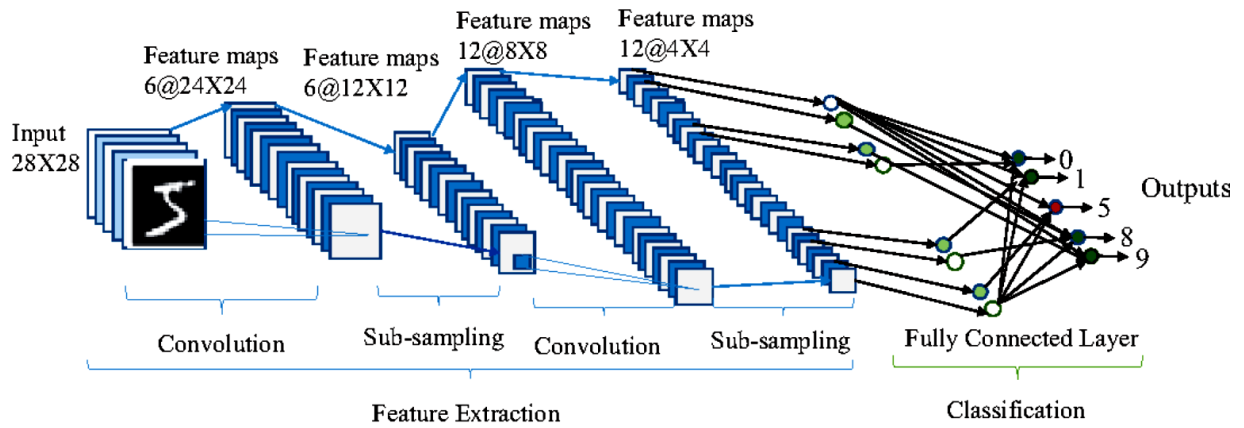 Feature maps
6@24X24
Feature maps
6@12X12
Feature maps
12@8X8
Feature maps
12@4X4
Input
28X28
0
1
5
8
9
Outputs
Convolution
Sub-sampling
Convolution
Sub-sampling
Fully Connected Layer
Feature Extraction
Classification